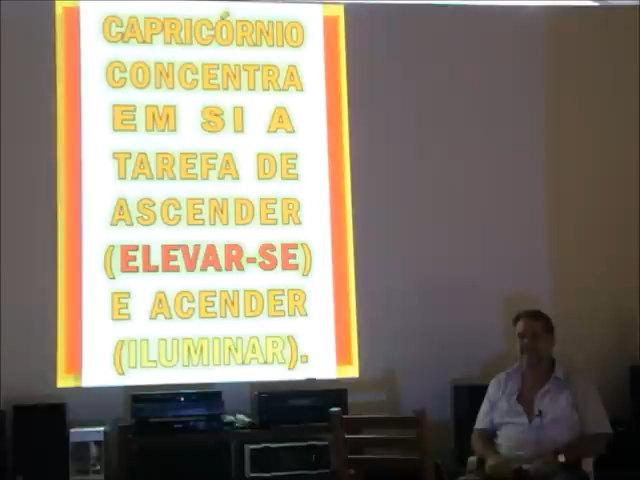 CAPRICÓRNIO
CONCENTRA
EM SI A
TAREFA DE
ASCENDER
(ELEVAR-SE)
E ACENDER
(ILUMINAR).